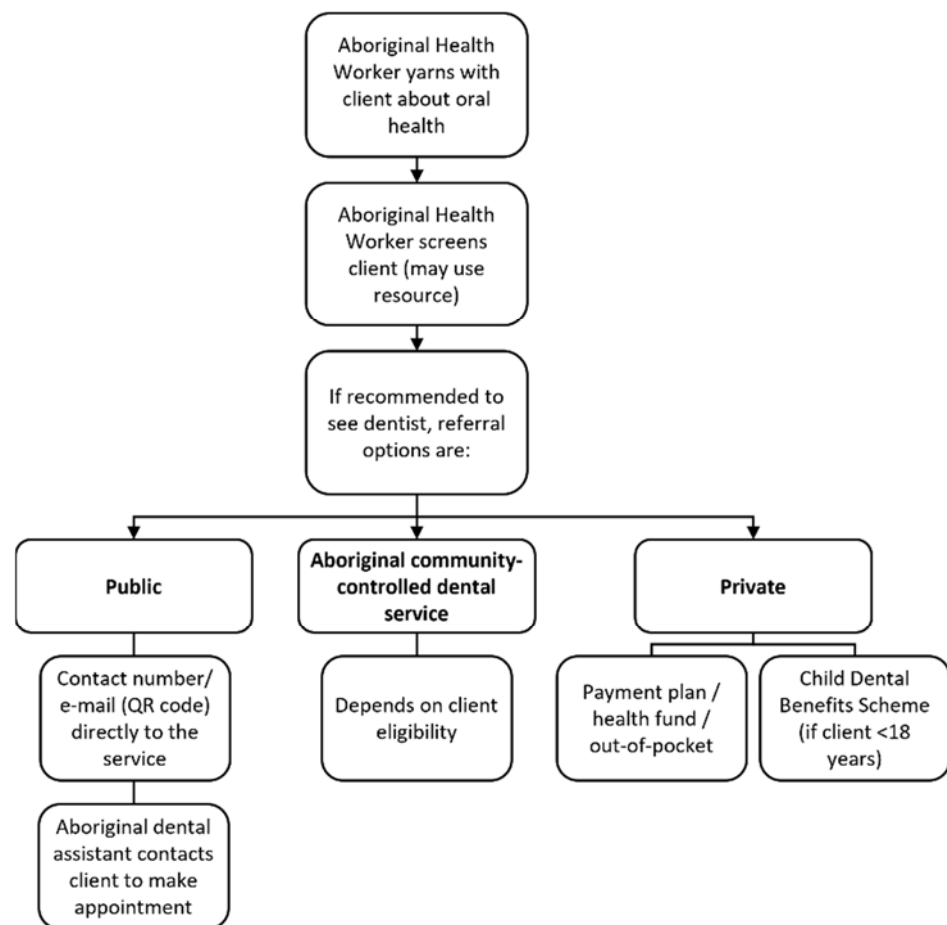 Aboriginal Health
Worker yarns with
client about oral
health
Aboriginal Health
Worker screens
client (may use
resource)
If recommended to
see dentist, referral
options are:
Public
Aboriginal community-
controlled dental
service
Private
Contact number/
e-mail (QR code)
directly to the
service
Depends on client
eligibility
Payment plan /
health fund /
out-of-pocket
Child Dental
Benefits Scheme
(if client <18
years)
Aboriginal dental
assistant contacts
client to make
appointment